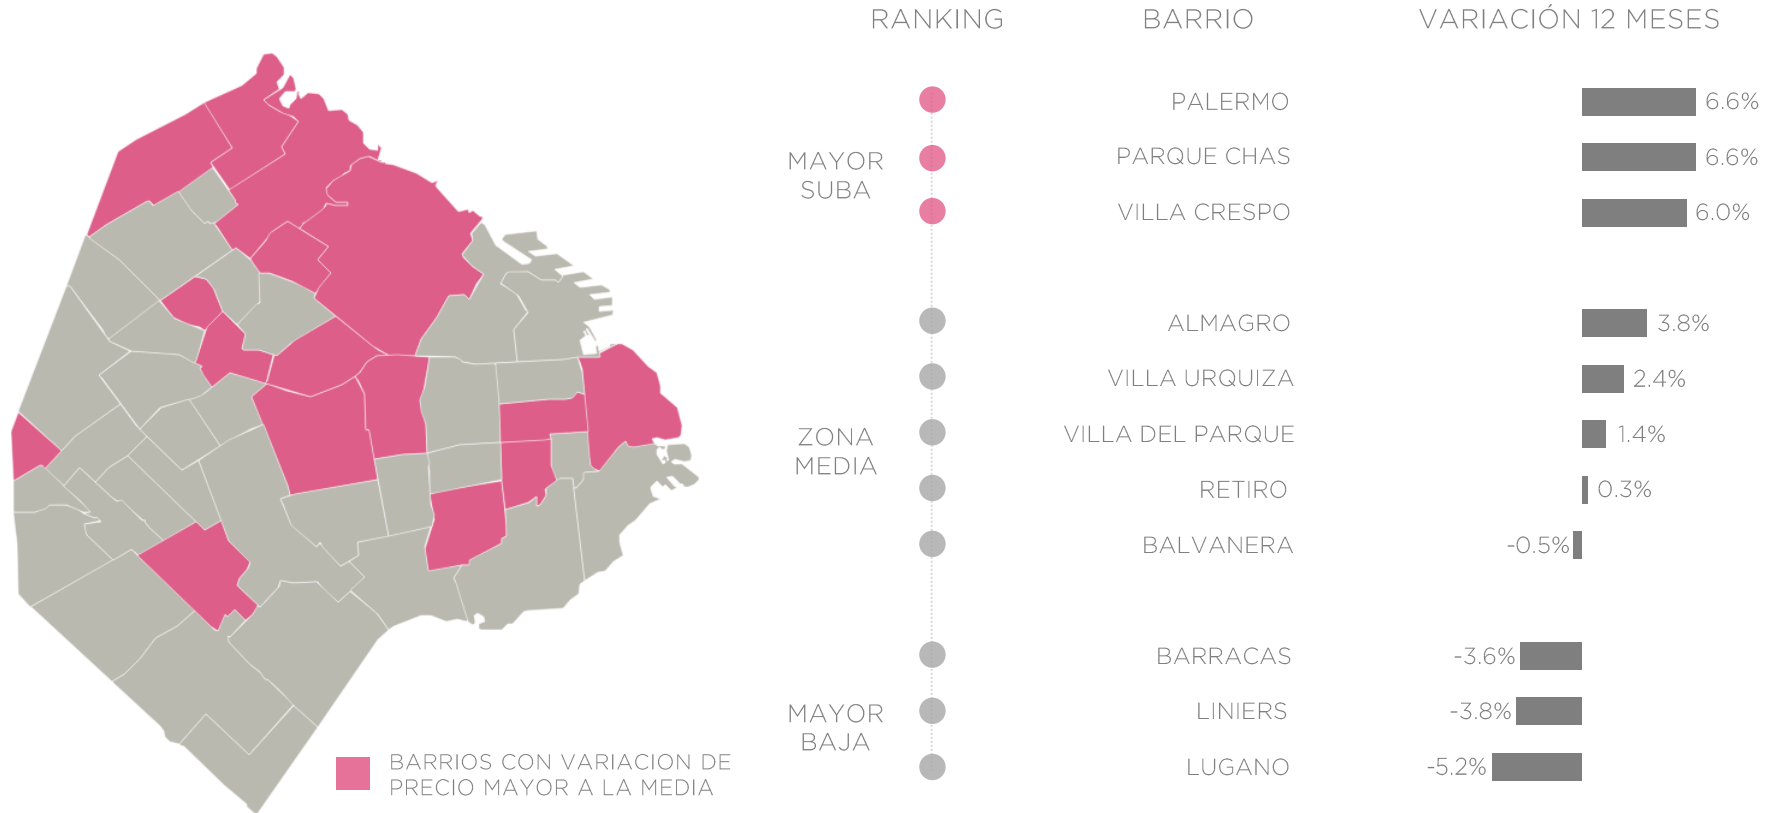 RANKING BARRIO VARIACIÓN 12 MESES
PALERMO 6.6%
MAYOR
SUBA
PARQUE CHAS 6.6%
VILLA CRESPO 6.0%
ALMAGRO 3.8%
VILLA URQUIZA 2.4%
ZONA
MEDIA
VILLA DEL PARQUE 1.4%
RETIRO 0.3%
BALVANERA -0.5%
BARRACAS -3.6%
MAYOR
BAJA
LINIERS -3.8%
LUGANO -5.2%
BARRIOS CON VARIACION DE
PRECIO MAYOR A LA MEDIA